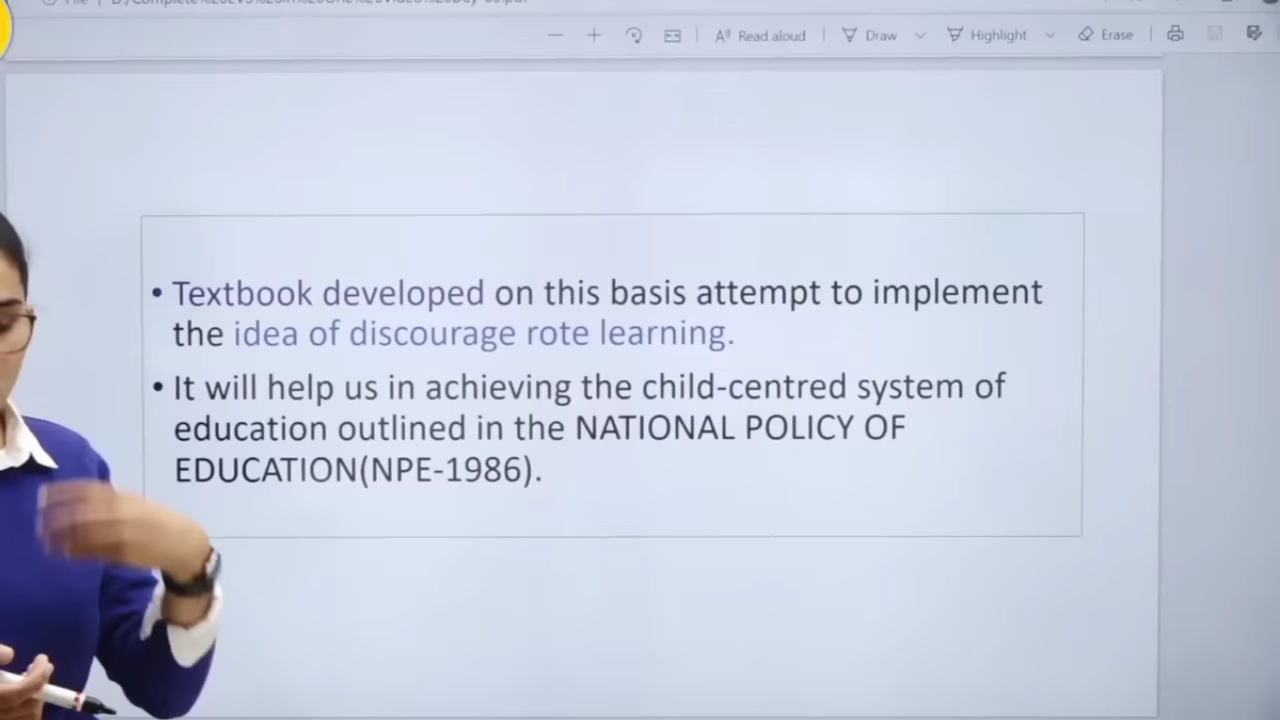 Read aloud
Draw
Highlight
Erase
• Textbook developed on this basis attempt to implement
the idea of discourage rote learning.
• It will help us in achieving the child-centred system of
education outlined in the NATIONAL POLICY OF
EDUCATION(NPE-1986).